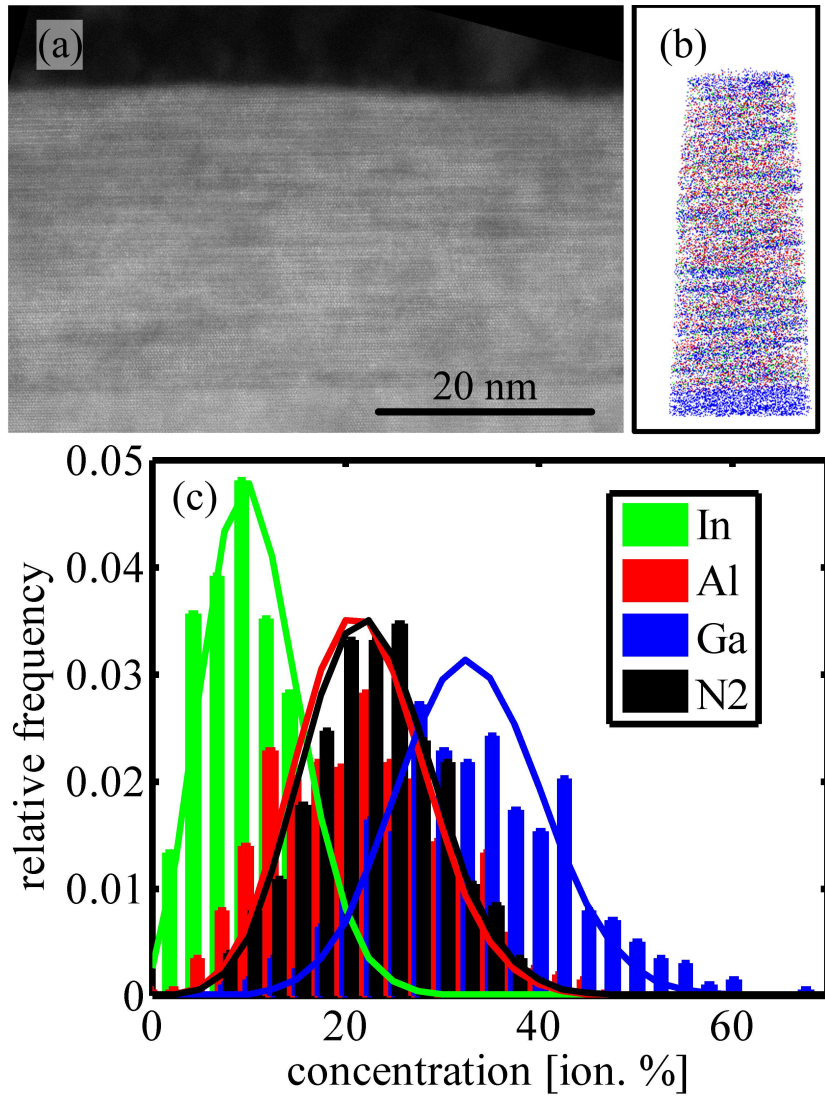 (a)
20 nm
(b)
(c)
In
Al
Ga
N2
0.05
0.04
0.03
0.02
0.01
0
relative frequency
0 20 40 60
concentration [ion. %]